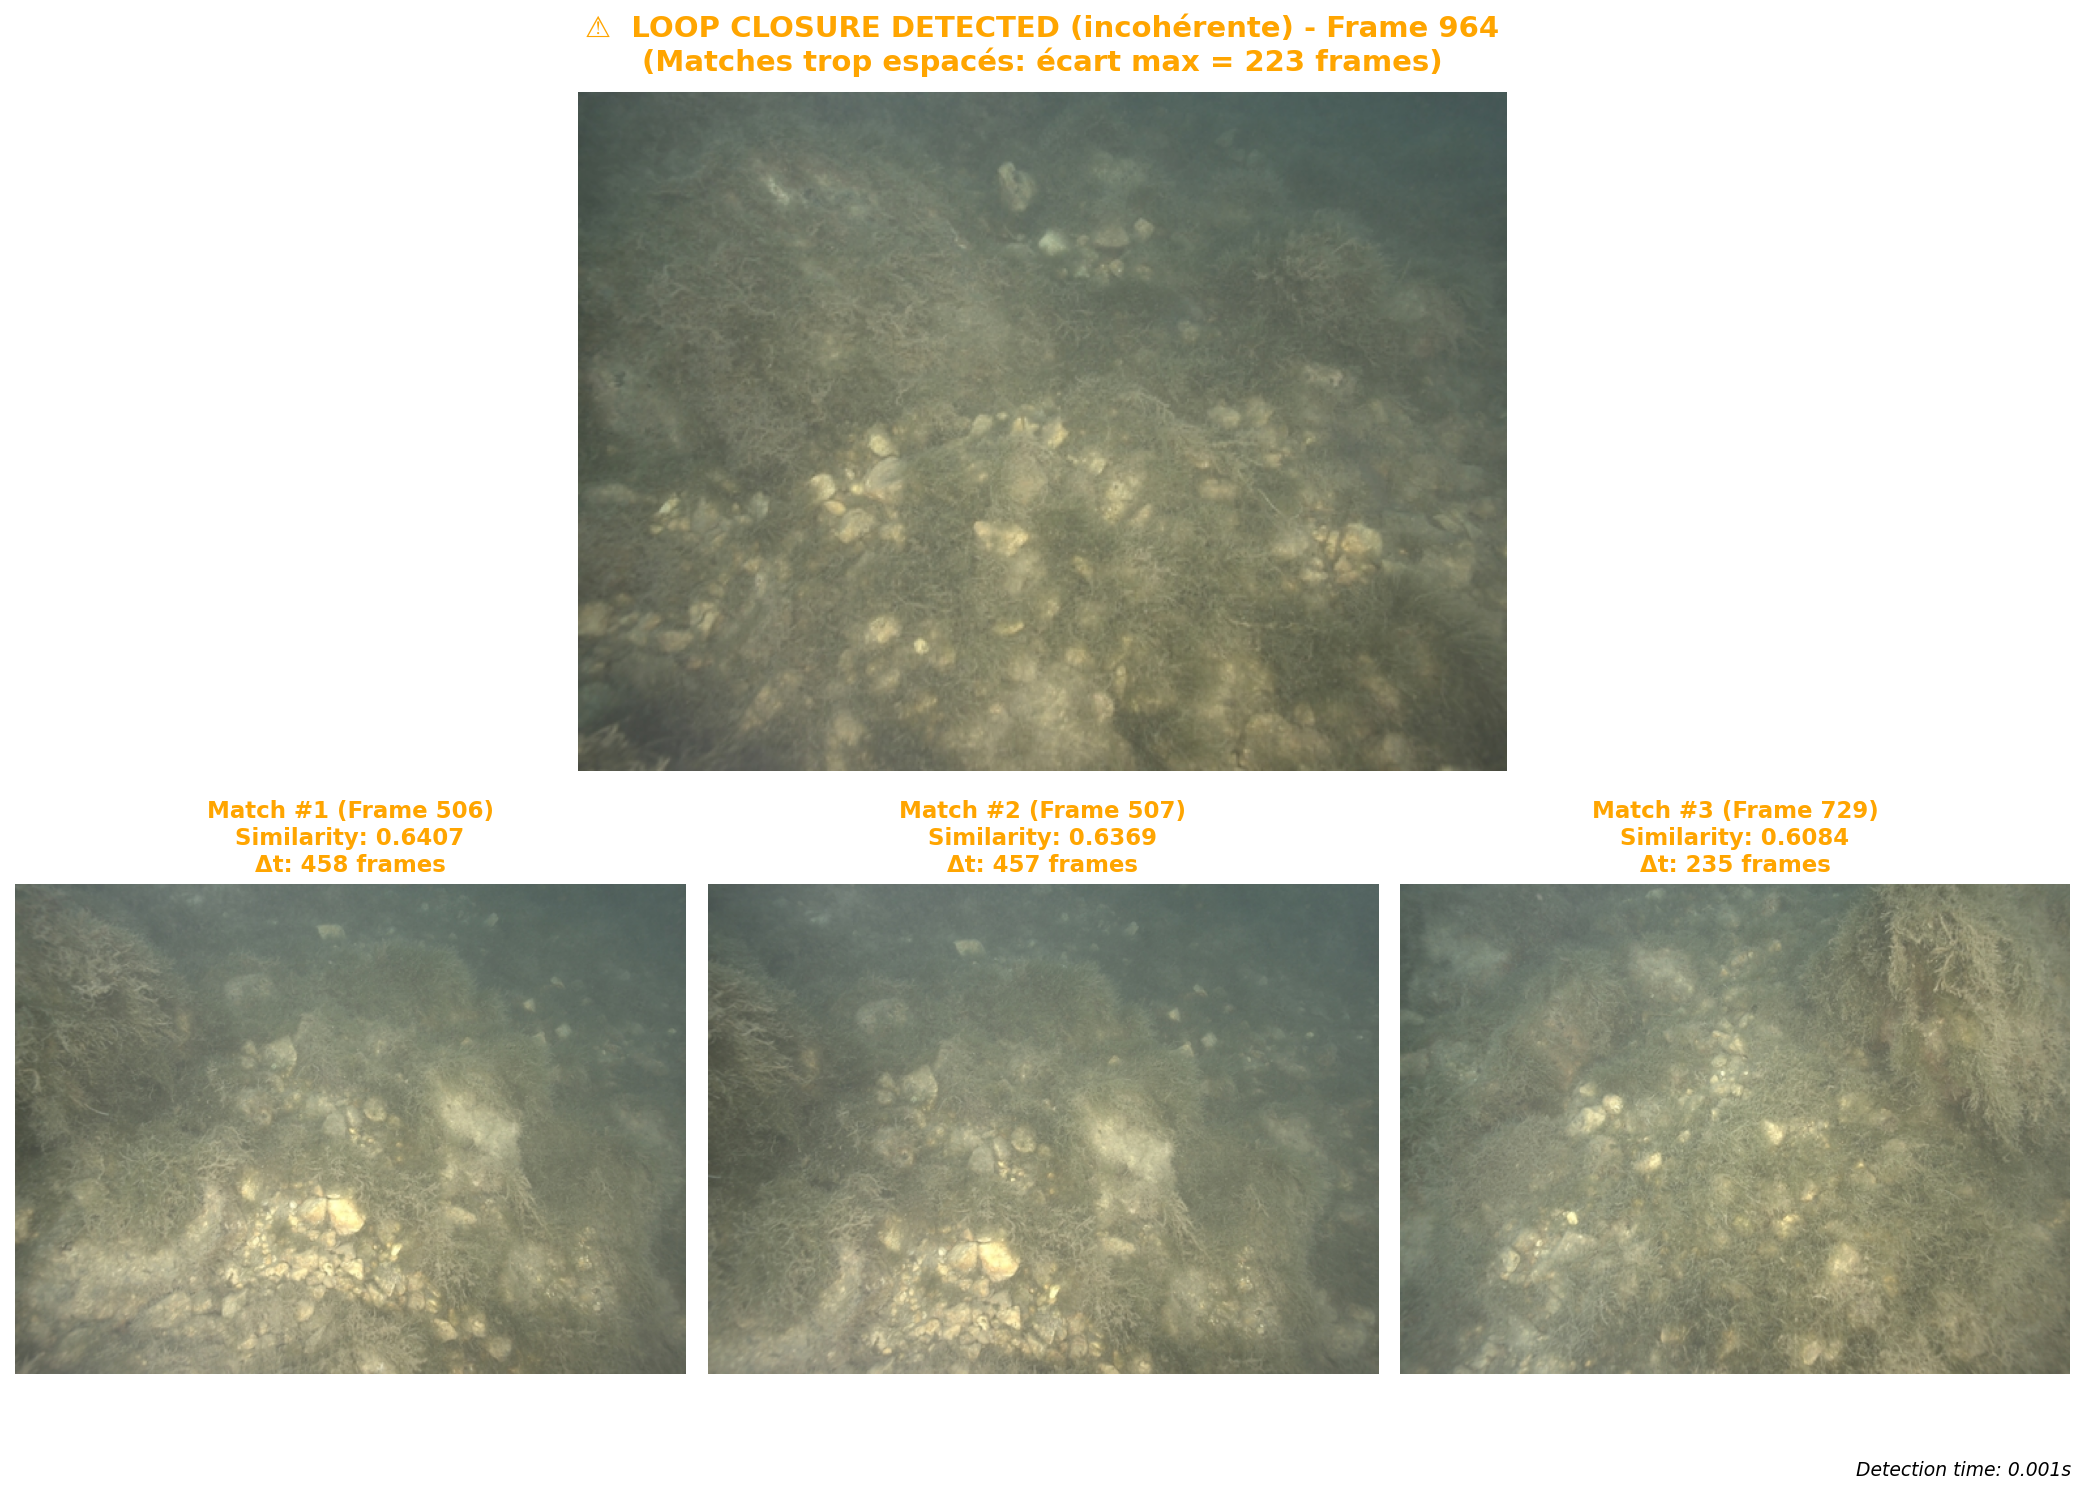 ⚠ LOOP CLOSURE DETECTED (incohérente) - Frame 964
(Matches trop espacés: écart max = 223 frames)
Match #1 (Frame 506)
Similarity: 0.6407
Δt: 458 frames
Match #2 (Frame 507)
Similarity: 0.6369
Δt: 457 frames
Match #3 (Frame 729)
Similarity: 0.6084
Δt: 235 frames
Detection time: 0.001s